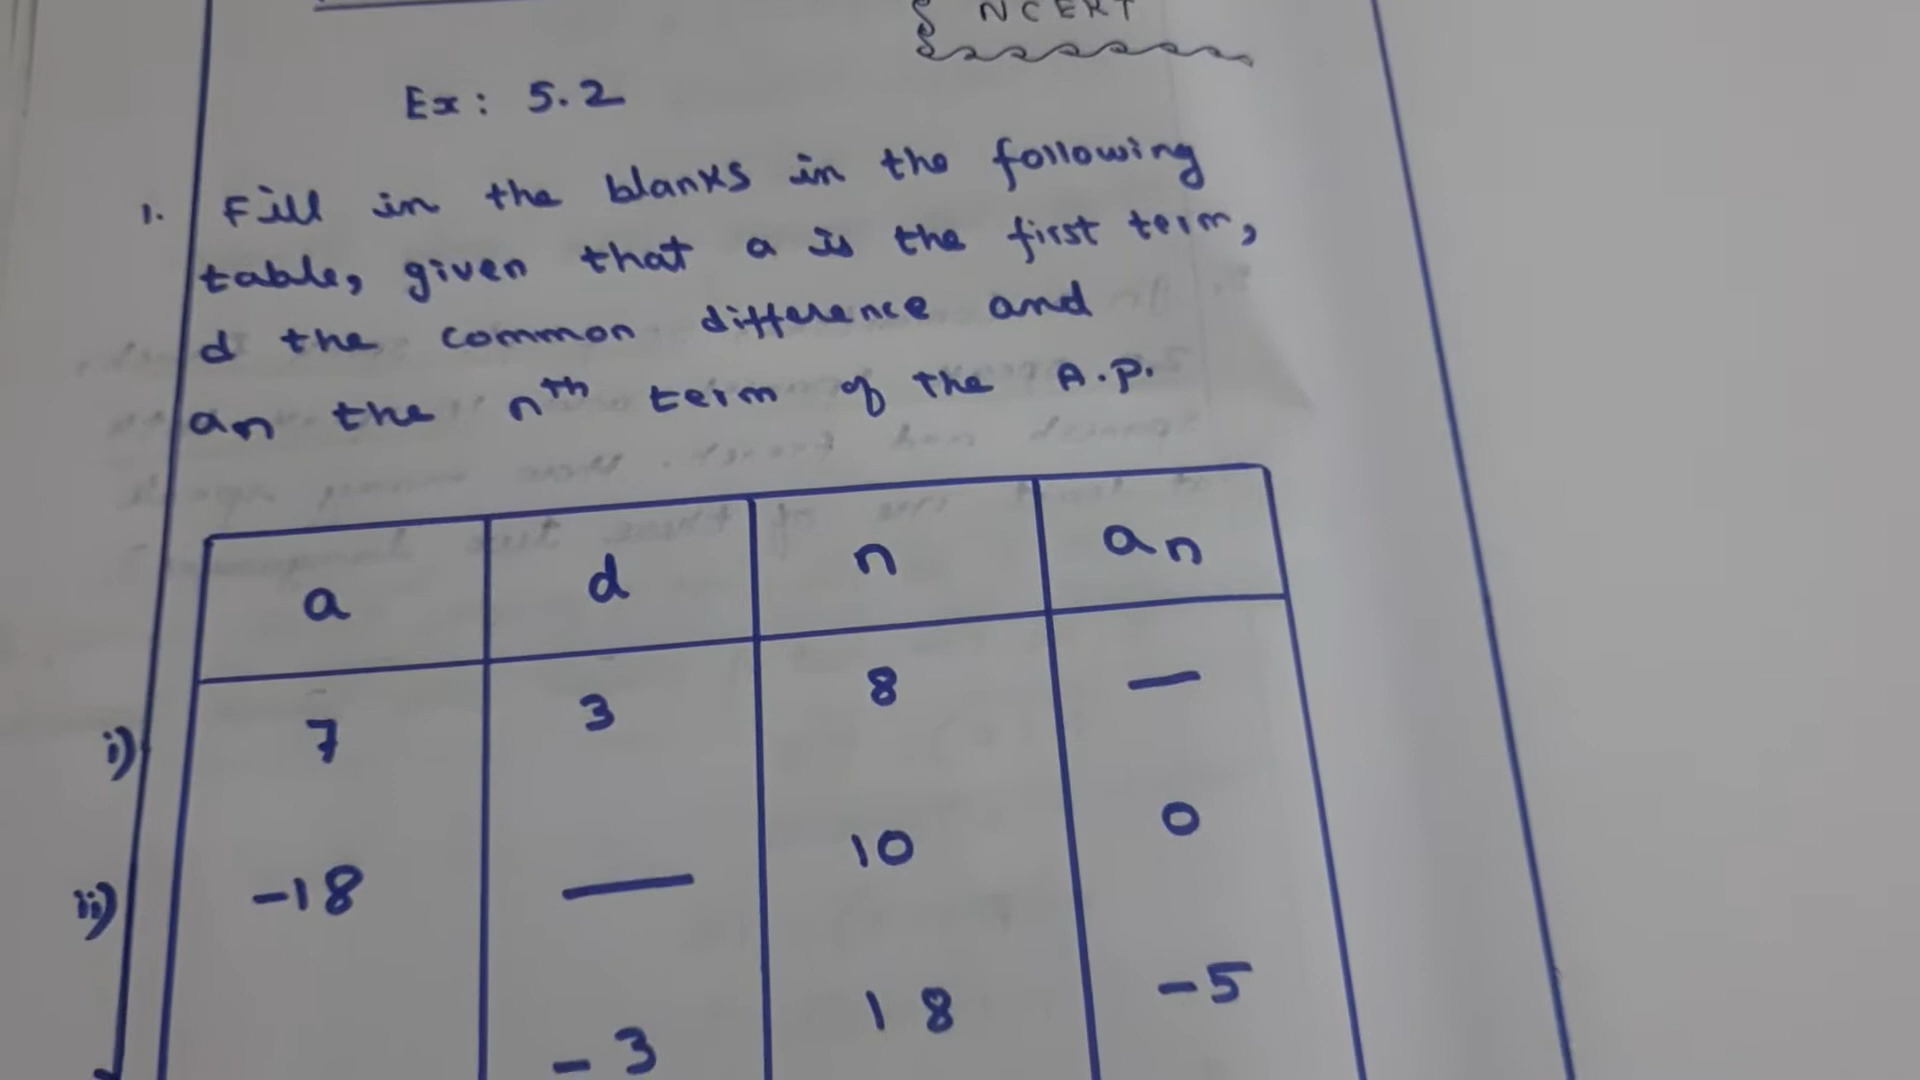 NCERT
Ex: 5.2
1. Fill in the blanks in the following
table, given that a is the first term,
d the common difference and
an the nth term of the A.P.
a d n an
i) 7 3 8 —
ii) -18 — 10 0
-3 18 -5